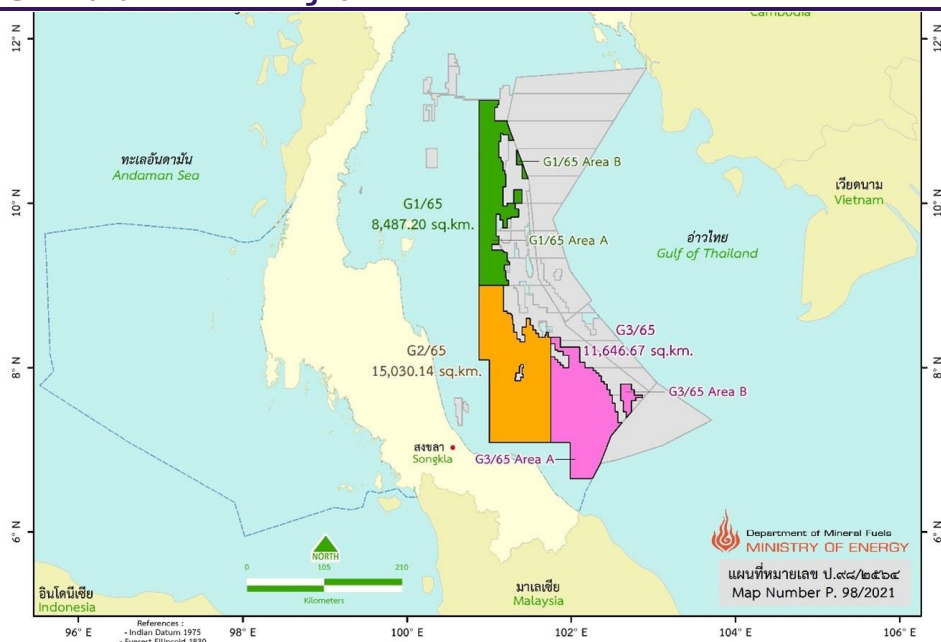 12° N
12° N
Cambodia
ทะเลอันดามัน
Andaman Sea
G1/65 Area B
เวียดนาม
Vietnam
10° N
10° N
G1/65
8,487.20 sq.km.
G1/65 Area A
อ่าวไทย
Gulf of Thailand
G3/65
11,646.67 sq.km.
G2/65
15,030.14 sq.km.
8° N
8° N
G3/65 Area B
สงขลา
Songkla
G3/65 Area A
6° N
6° N
NORTH
0 105 210
Kilometers
Department of Mineral Fuels
MINISTRY OF ENERGY
แผนที่หมายเลข ป.๙๘/๒๕๖๔
Map Number P. 98/2021
อินโดนีเซีย
Indonesia
มาเลเซีย
Malaysia
References :
- Indian Datum 1975
- Everest Ellipsoid 1830
96° E 98° E 100° E 102° E 104° E 106° E